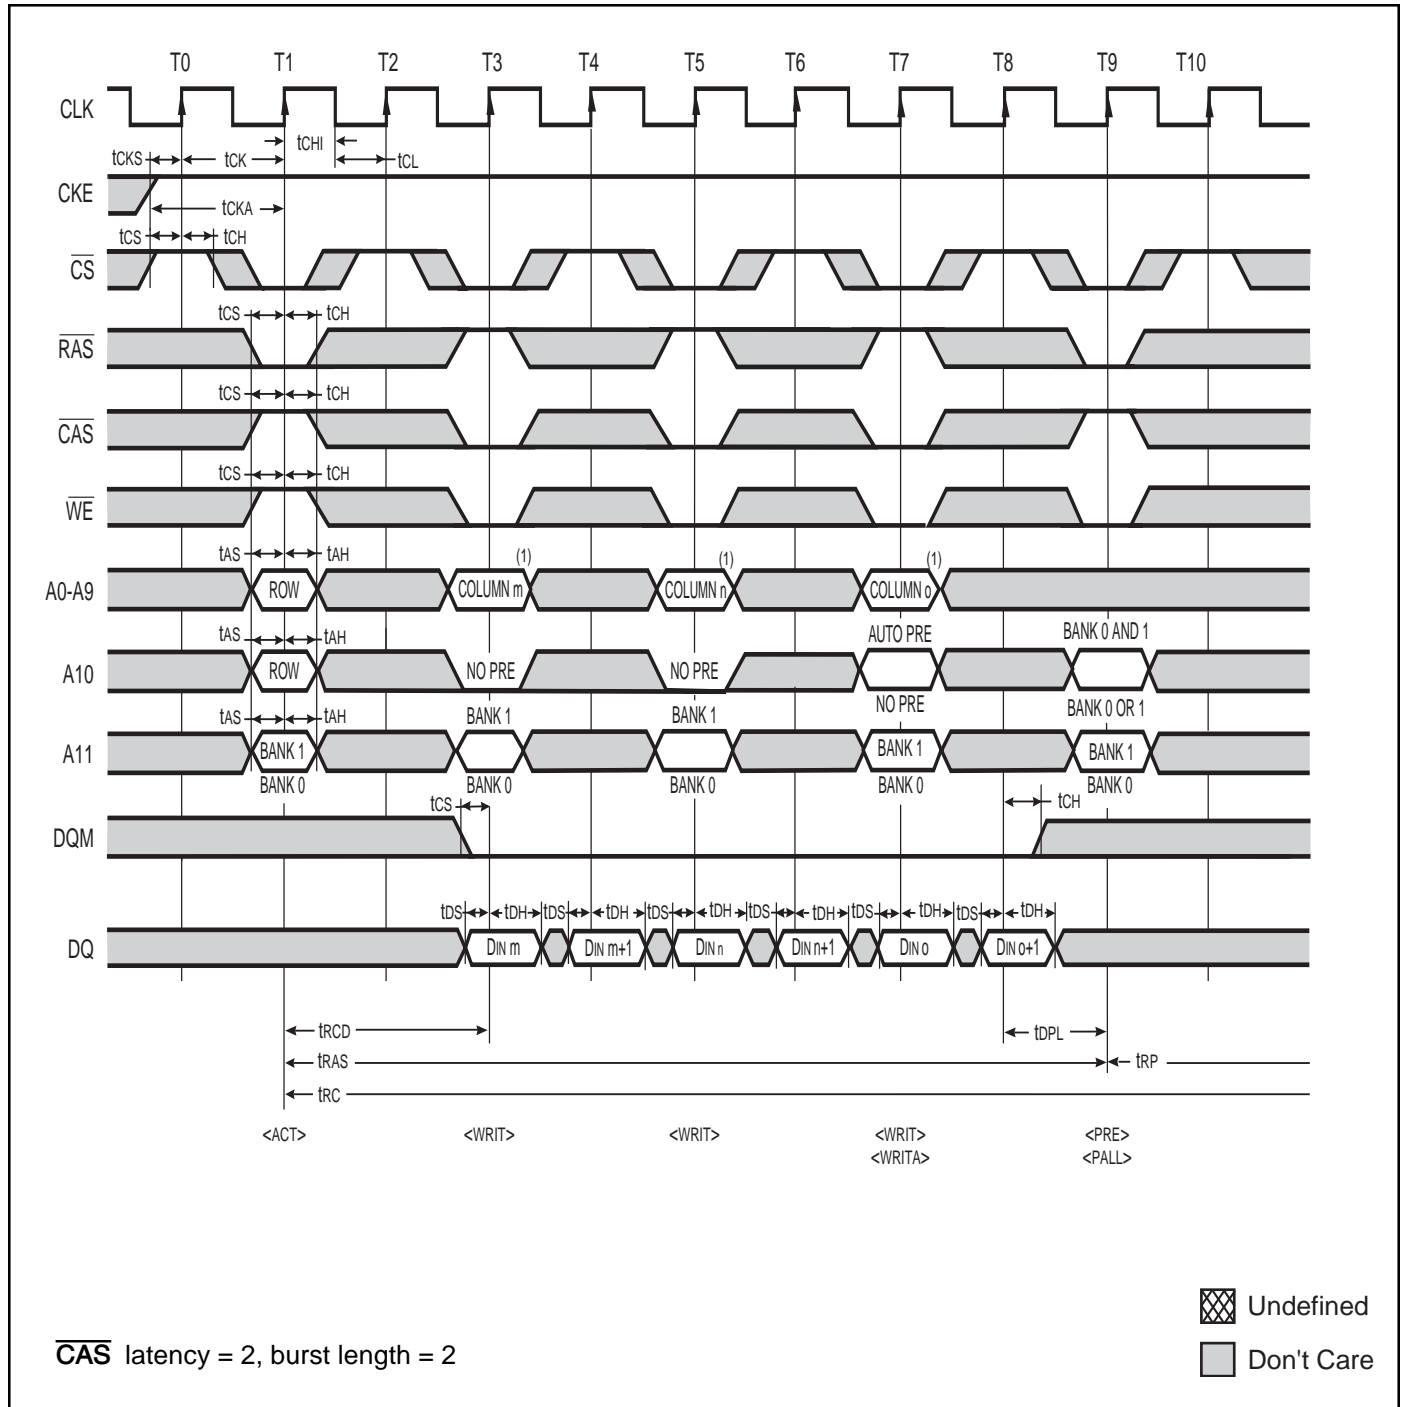 T0 T1 T2 T3 T4 T5 T6 T7 T8 T9 T10
CLK
tCHI
tCKS tCK tCL
CKE
tCKA
tCS tCH
CS
tCS tCH
RAS
tCS tCH
CAS
tCS tCH
WE
tAS tAH (1) (1) (1)
A0-A9 ROW COLUMN m COLUMN n COLUMN o
tAS tAH AUTO PRE BANK 0 AND 1
A10 ROW NO PRE NO PRE
NO PRE BANK 0 OR 1
tAS tAH BANK 1 BANK 1
A11 BANK 1 BANK 1 BANK 1
BANK 0 BANK 0 BANK 0 BANK 0 BANK 0
tCS tCH
DQM
tDS tDH tDS tDH tDS tDH tDS tDH tDS tDH tDS tDH
DQ DIN m DIN m+1 DIN n DIN n+1 DIN o DIN o+1
tRCD tDPL
tRAS tRP
tRC
<ACT> <WRIT> <WRIT> <WRIT> <PRE>
<WRITA> <PALL>
Undefined
CAS latency = 2, burst length = 2
Don't Care